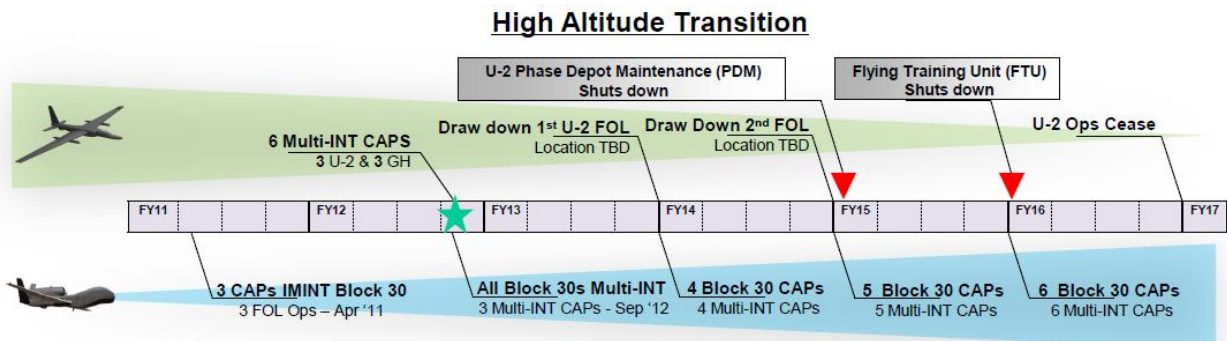 High Altitude Transition
U-2 Phase Depot Maintenance (PDM)
Shuts down
Flying Training Unit (FTU)
Shuts down
6 Multi-INT CAPS
3 U-2 & 3 GH
Draw down 1st U-2 FOL
Location TBD
Draw Down 2nd FOL
Location TBD
U-2 Ops Cease
FY11 FY12 FY13 FY14 FY15 FY16 FY17
3 CAPs IMINT Block 30
3 FOL Ops – Apr ‘11
All Block 30s Multi-INT
3 Multi-INT CAPs - Sep ‘12
4 Block 30 CAPs
4 Multi-INT CAPs
5 Block 30 CAPs
5 Multi-INT CAPs
6 Block 30 CAPs
6 Multi-INT CAPs